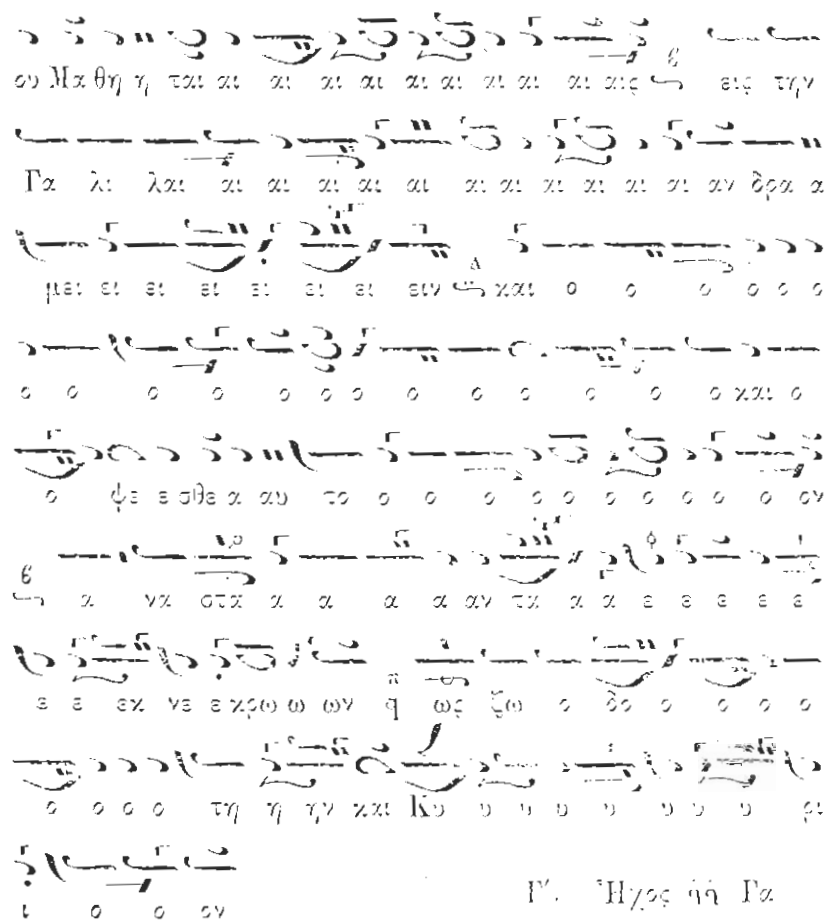 ου Μα θη η ται αι αι αι αι αι αι αι αι αις εις την
Γα λι λαι αι αι αι αι αι αι αι αι αι αι αι αν δρα α
μει ει ει ει ει ει ει ειν Δ και ο ο ο ο ο ο
ο ο ο ο ο ο ο ο ο ο ο ο ο και ο
ο ψε ε σθε α αυ το ο ο ο ο ο ο ο ο ο ο ον
α να στα α α α α αν τα α α ε ε ε ε ε
ε ε εκ νε ε κρω ω ων ως ζω ο δο ο ο ο ο
ο ο ο ο τη η ην και Κυ υ υ υ υ υ υ υ ρι
ι ο ο ον
Γʹ. Ἦχος Γα